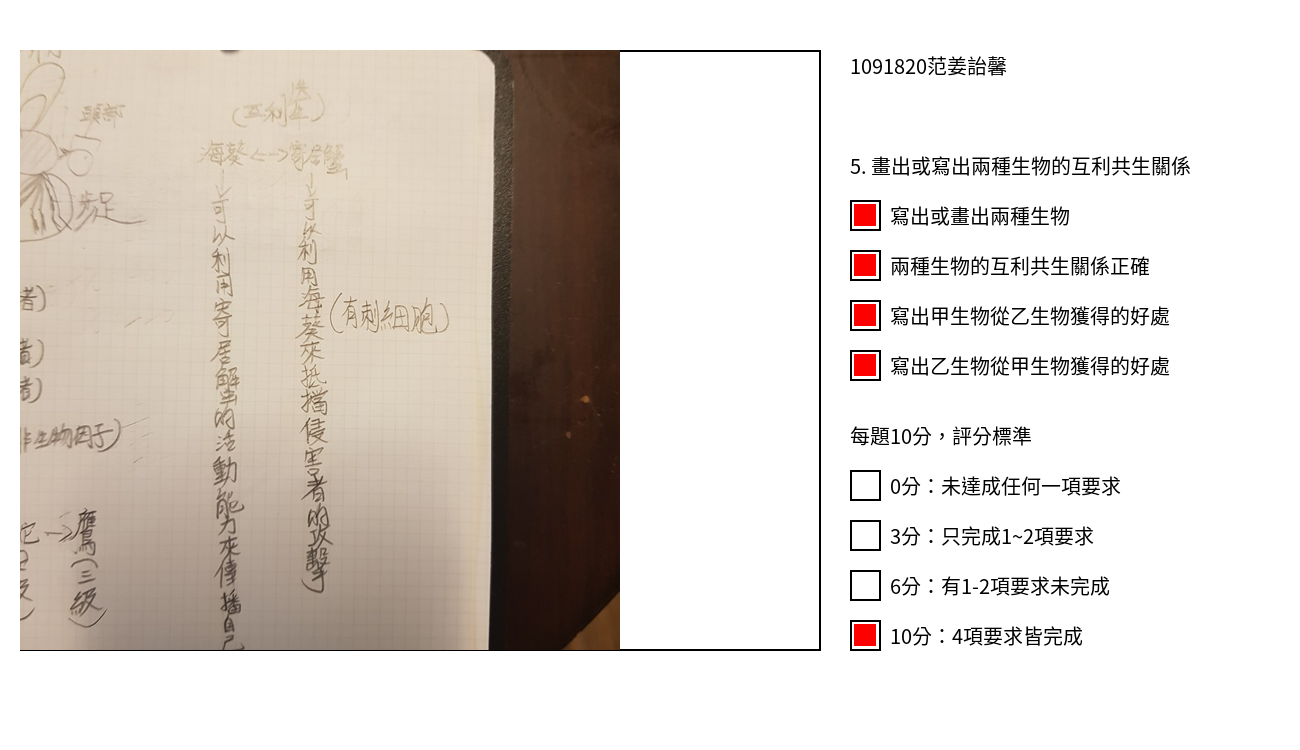 頭部
步足
者)
者)
者)
非生物因子)
→鷹(三級)
(互利共生)
海葵<->寄居蟹
↓可以利用寄居蟹的活動能力來傳播自己
↓可以利用海葵來抵擋侵害者的攻擊
(有刺細胞)
1091820范姜詒馨
5. 畫出或寫出兩種生物的互利共生關係
寫出或畫出兩種生物
兩種生物的互利共生關係正確
寫出甲生物從乙生物獲得的好處
寫出乙生物從甲生物獲得的好處
每題10分，評分標準
0分：未達成任何一項要求
3分：只完成1~2項要求
6分：有1-2項要求未完成
10分：4項要求皆完成